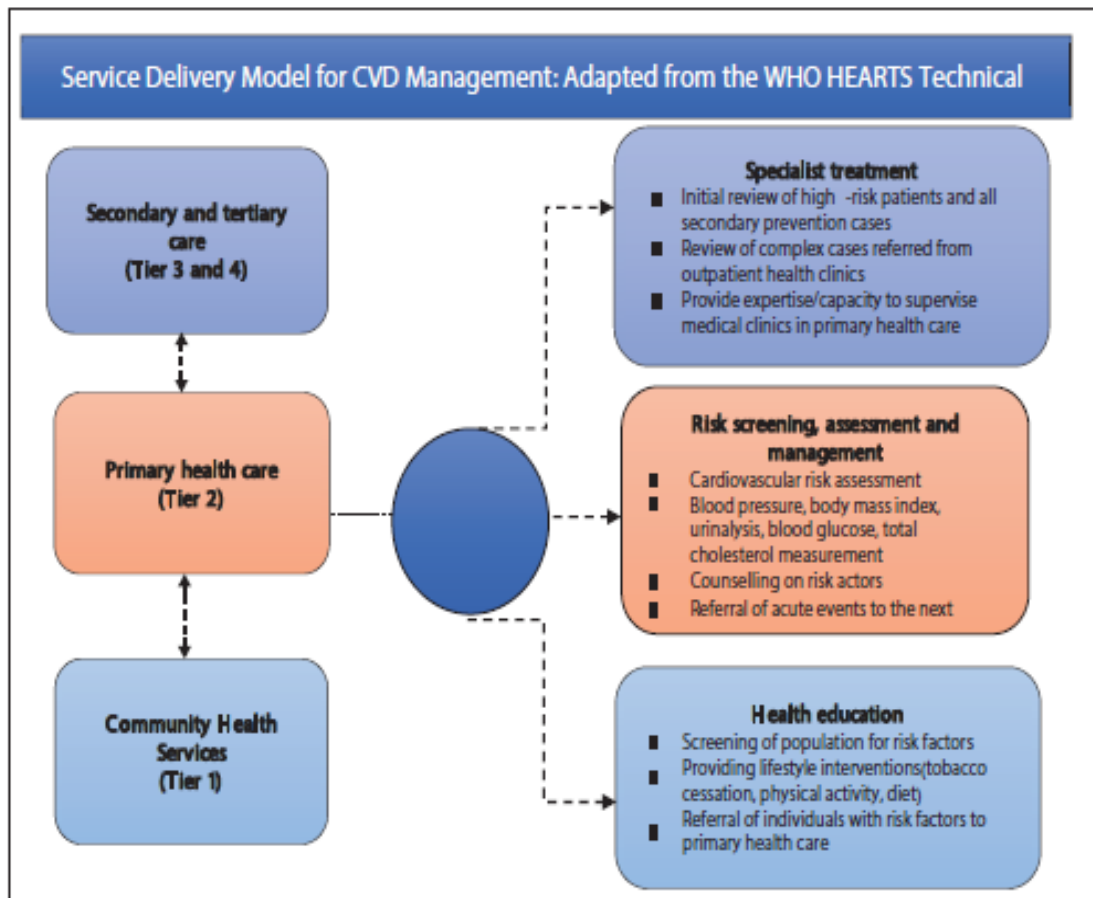 Service Delivery Model for CVD Management: Adapted from the WHO HEARTS Technical
Secondary and tertiary
care
(Tier 3 and 4)
Primary health care
(Tier 2)
Community Health
Services
(Tier 1)
Specialist treatment
■ Initial review of high -risk patients and all
secondary prevention cases
■ Review of complex cases referred from
outpatient health clinics
■ Provide expertise/capacity to supervise
medical clinics in primary health care
Risk screening, assessment and
management
■ Cardiovascular risk assessment
■ Blood pressure, body mass index,
urinalysis, blood glucose, total
cholesterol measurement
■ Counselling on risk actors
■ Referral of acute events to the next
Health education
■ Screening of population for risk factors
■ Providing lifestyle interventions(tobacco
cessation, physical activity, diet)
■ Referral of individuals with risk factors to
primary health care